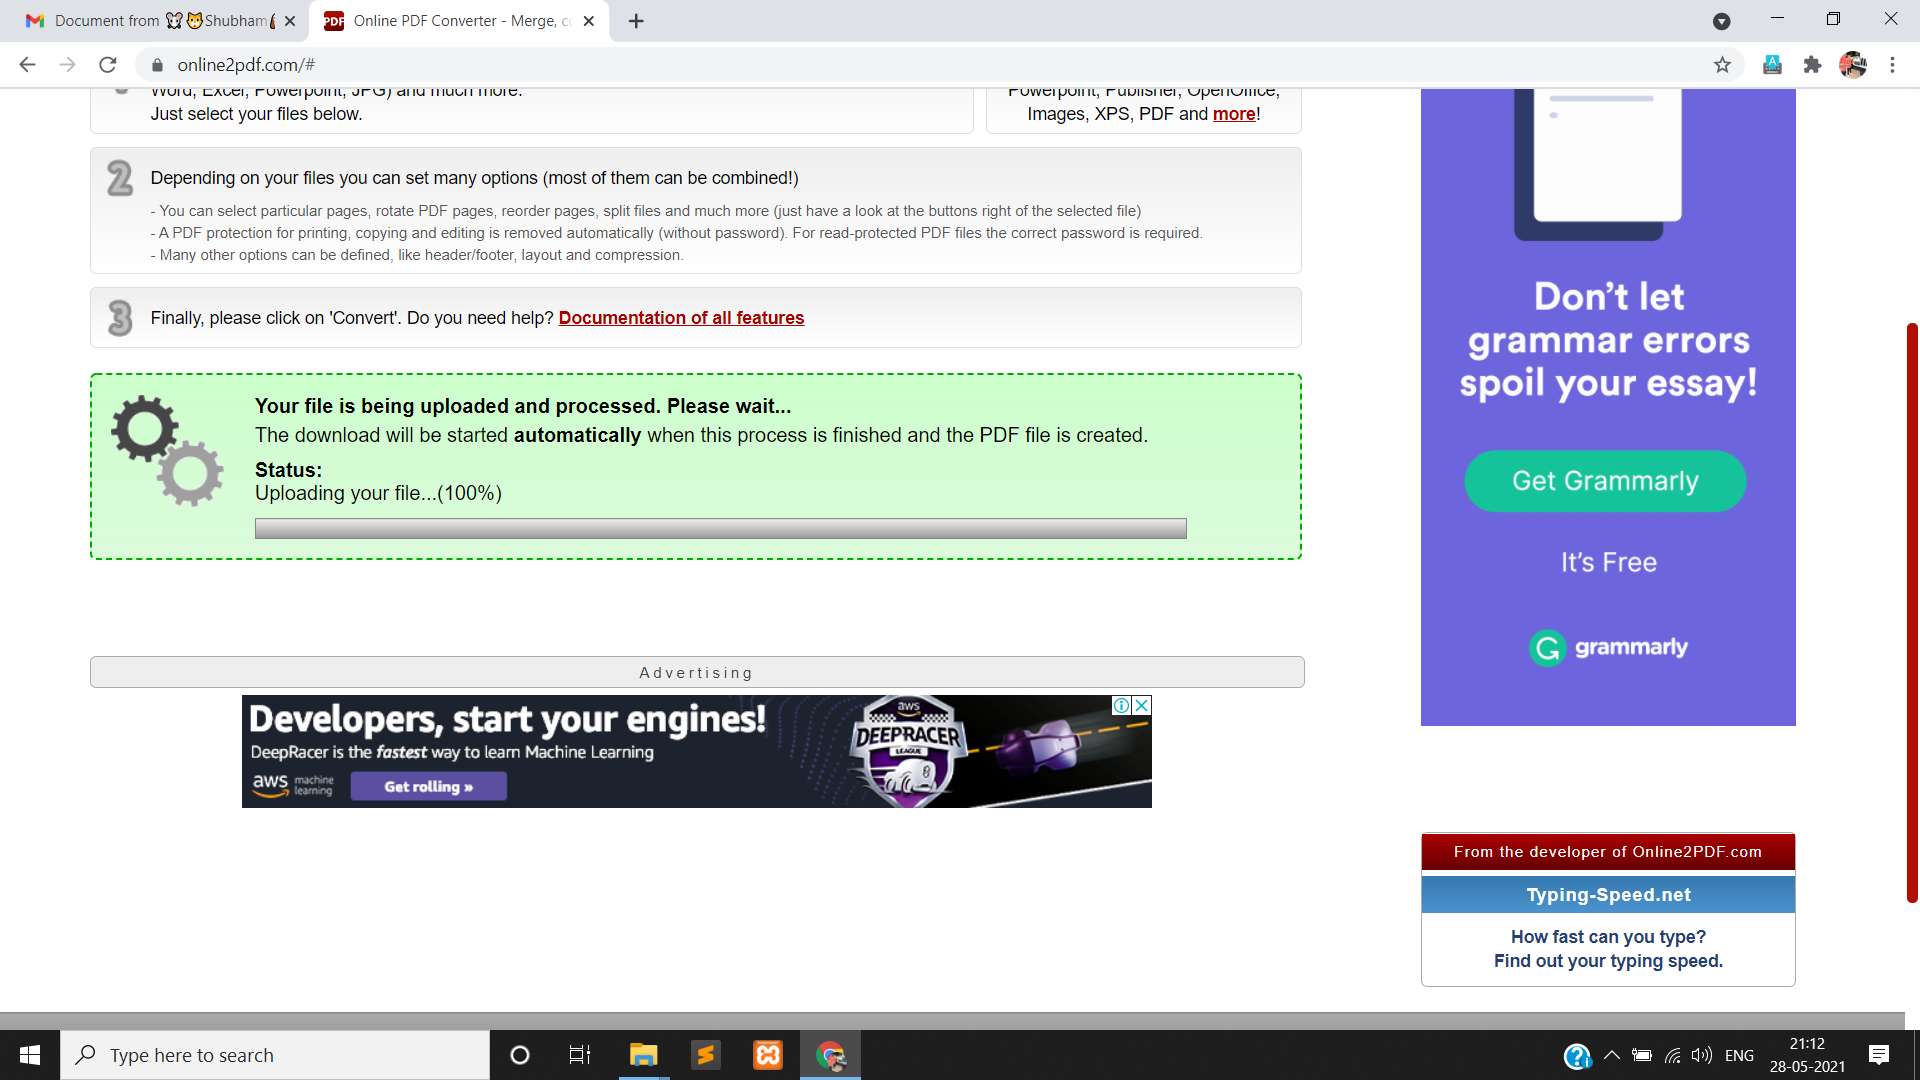 Document from 🐭🐯Shubham
Online PDF Converter - Merge, c
online2pdf.com/#
Word, Excel, Powerpoint, JPG) and much more.
Just select your files below.
Powerpoint, Publisher, OpenOffice,
Images, XPS, PDF and more!
2
Depending on your files you can set many options (most of them can be combined!)
- You can select particular pages, rotate PDF pages, reorder pages, split files and much more (just have a look at the buttons right of the selected file)
- A PDF protection for printing, copying and editing is removed automatically (without password). For read-protected PDF files the correct password is required.
- Many other options can be defined, like header/footer, layout and compression.
3
Finally, please click on 'Convert'. Do you need help? Documentation of all features
Your file is being uploaded and processed. Please wait...
The download will be started automatically when this process is finished and the PDF file is created.
Status:
Uploading your file...(100%)
Advertising
Developers, start your engines!
DeepRacer is the fastest way to learn Machine Learning
aws machine learning
Get rolling »
aws
DEEPRACER
LEAGUE
Don't let
grammar errors
spoil your essay!
Get Grammarly
It's Free
grammarly
From the developer of Online2PDF.com
Typing-Speed.net
How fast can you type?
Find out your typing speed.
Type here to search
ENG
21:12
28-05-2021